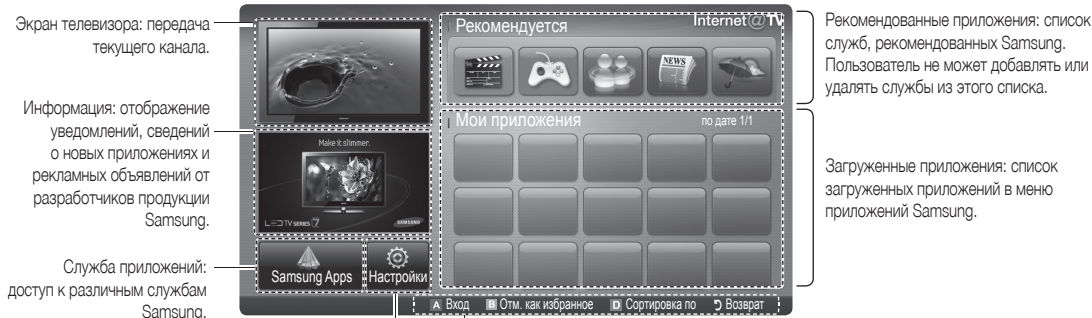 Экран телевизора: передача
текущего канала.
Информация: отображение
уведомлений, сведений
о новых приложениях и
рекламных объявлений от
разработчиков продукции
Samsung.
Служба приложений:
доступ к различным службам
Samsung.
Рекомендуется
Internet@TV
NEWS
Make it slimmer.
LED TV SERIES 7
SAMSUNG
Мои приложения
по дате 1/1
Samsung Apps
Настройки
A Вход B Отм. как избранное D Сортировка по Возврат
Рекомендованные приложения: список
служб, рекомендованных Samsung.
Пользователь не может добавлять или
удалять службы из этого списка.
Загруженные приложения: список
загруженных приложений в меню
приложений Samsung.